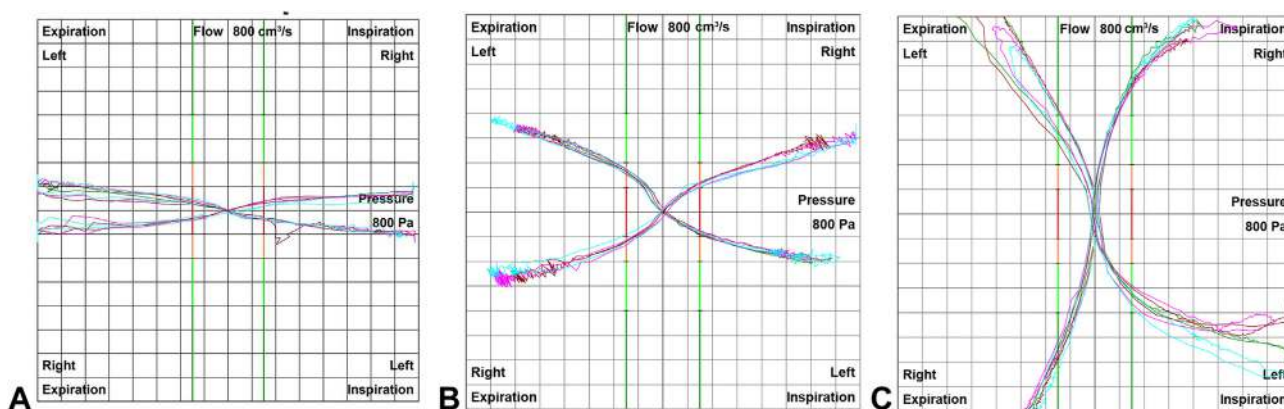 Expiration Flow 800 cm³/s Inspiration
Left Right
Pressure
800 Pa
Right Left
Expiration Inspiration
A
Expiration Flow 800 cm³/s Inspiration
Left Right
Pressure
800 Pa
Right Left
Expiration Inspiration
B
Expiration Flow 800 cm³/s Inspiration
Left Right
Pressure
800 Pa
Right Left
Expiration Inspiration
C